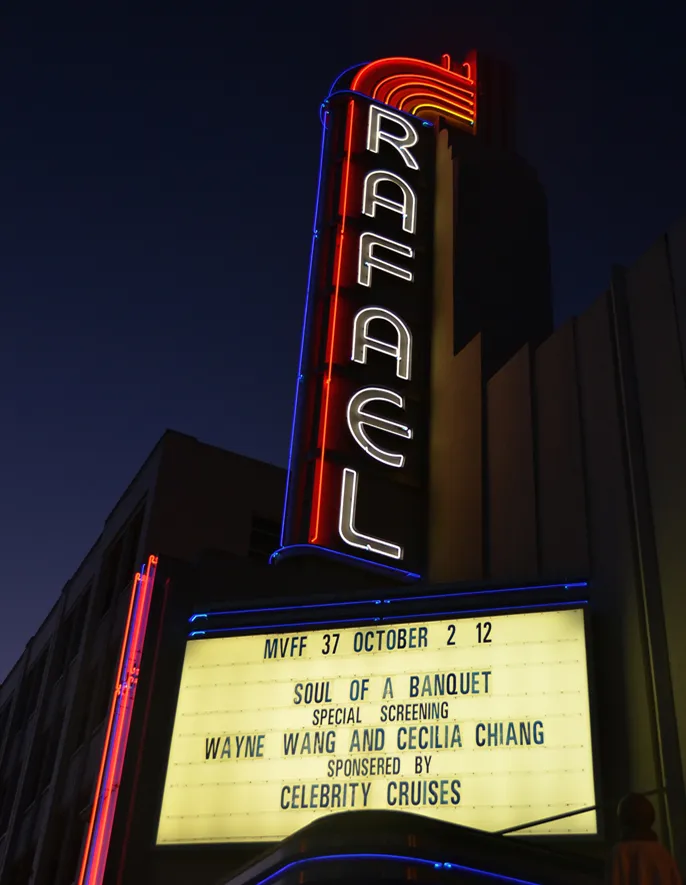 RAFAEL
MVFF 37 OCTOBER 2 12
SOUL OF A BANQUET
SPECIAL SCREENING
WAYNE WANG AND CECILIA CHIANG
SPONSERED BY
CELEBRITY CRUISES